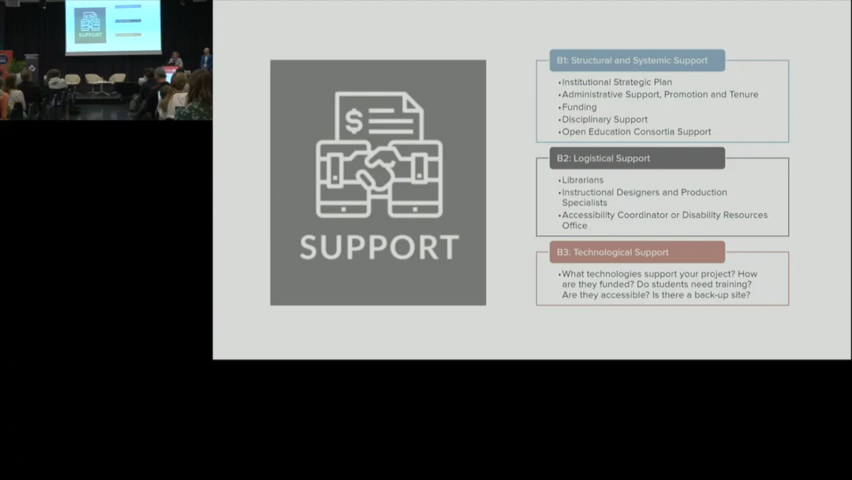 SUPPORT
SUPPORT
B1: Structural and Systemic Support
•Institutional Strategic Plan
•Administrative Support, Promotion and Tenure
•Funding
•Disciplinary Support
•Open Education Consortia Support
B2: Logistical Support
•Librarians
•Instructional Designers and Production
Specialists
•Accessibility Coordinator or Disability Resources
Office
B3: Technological Support
•What technologies support your project? How
are they funded? Do students need training?
Are they accessible? Is there a back-up site?